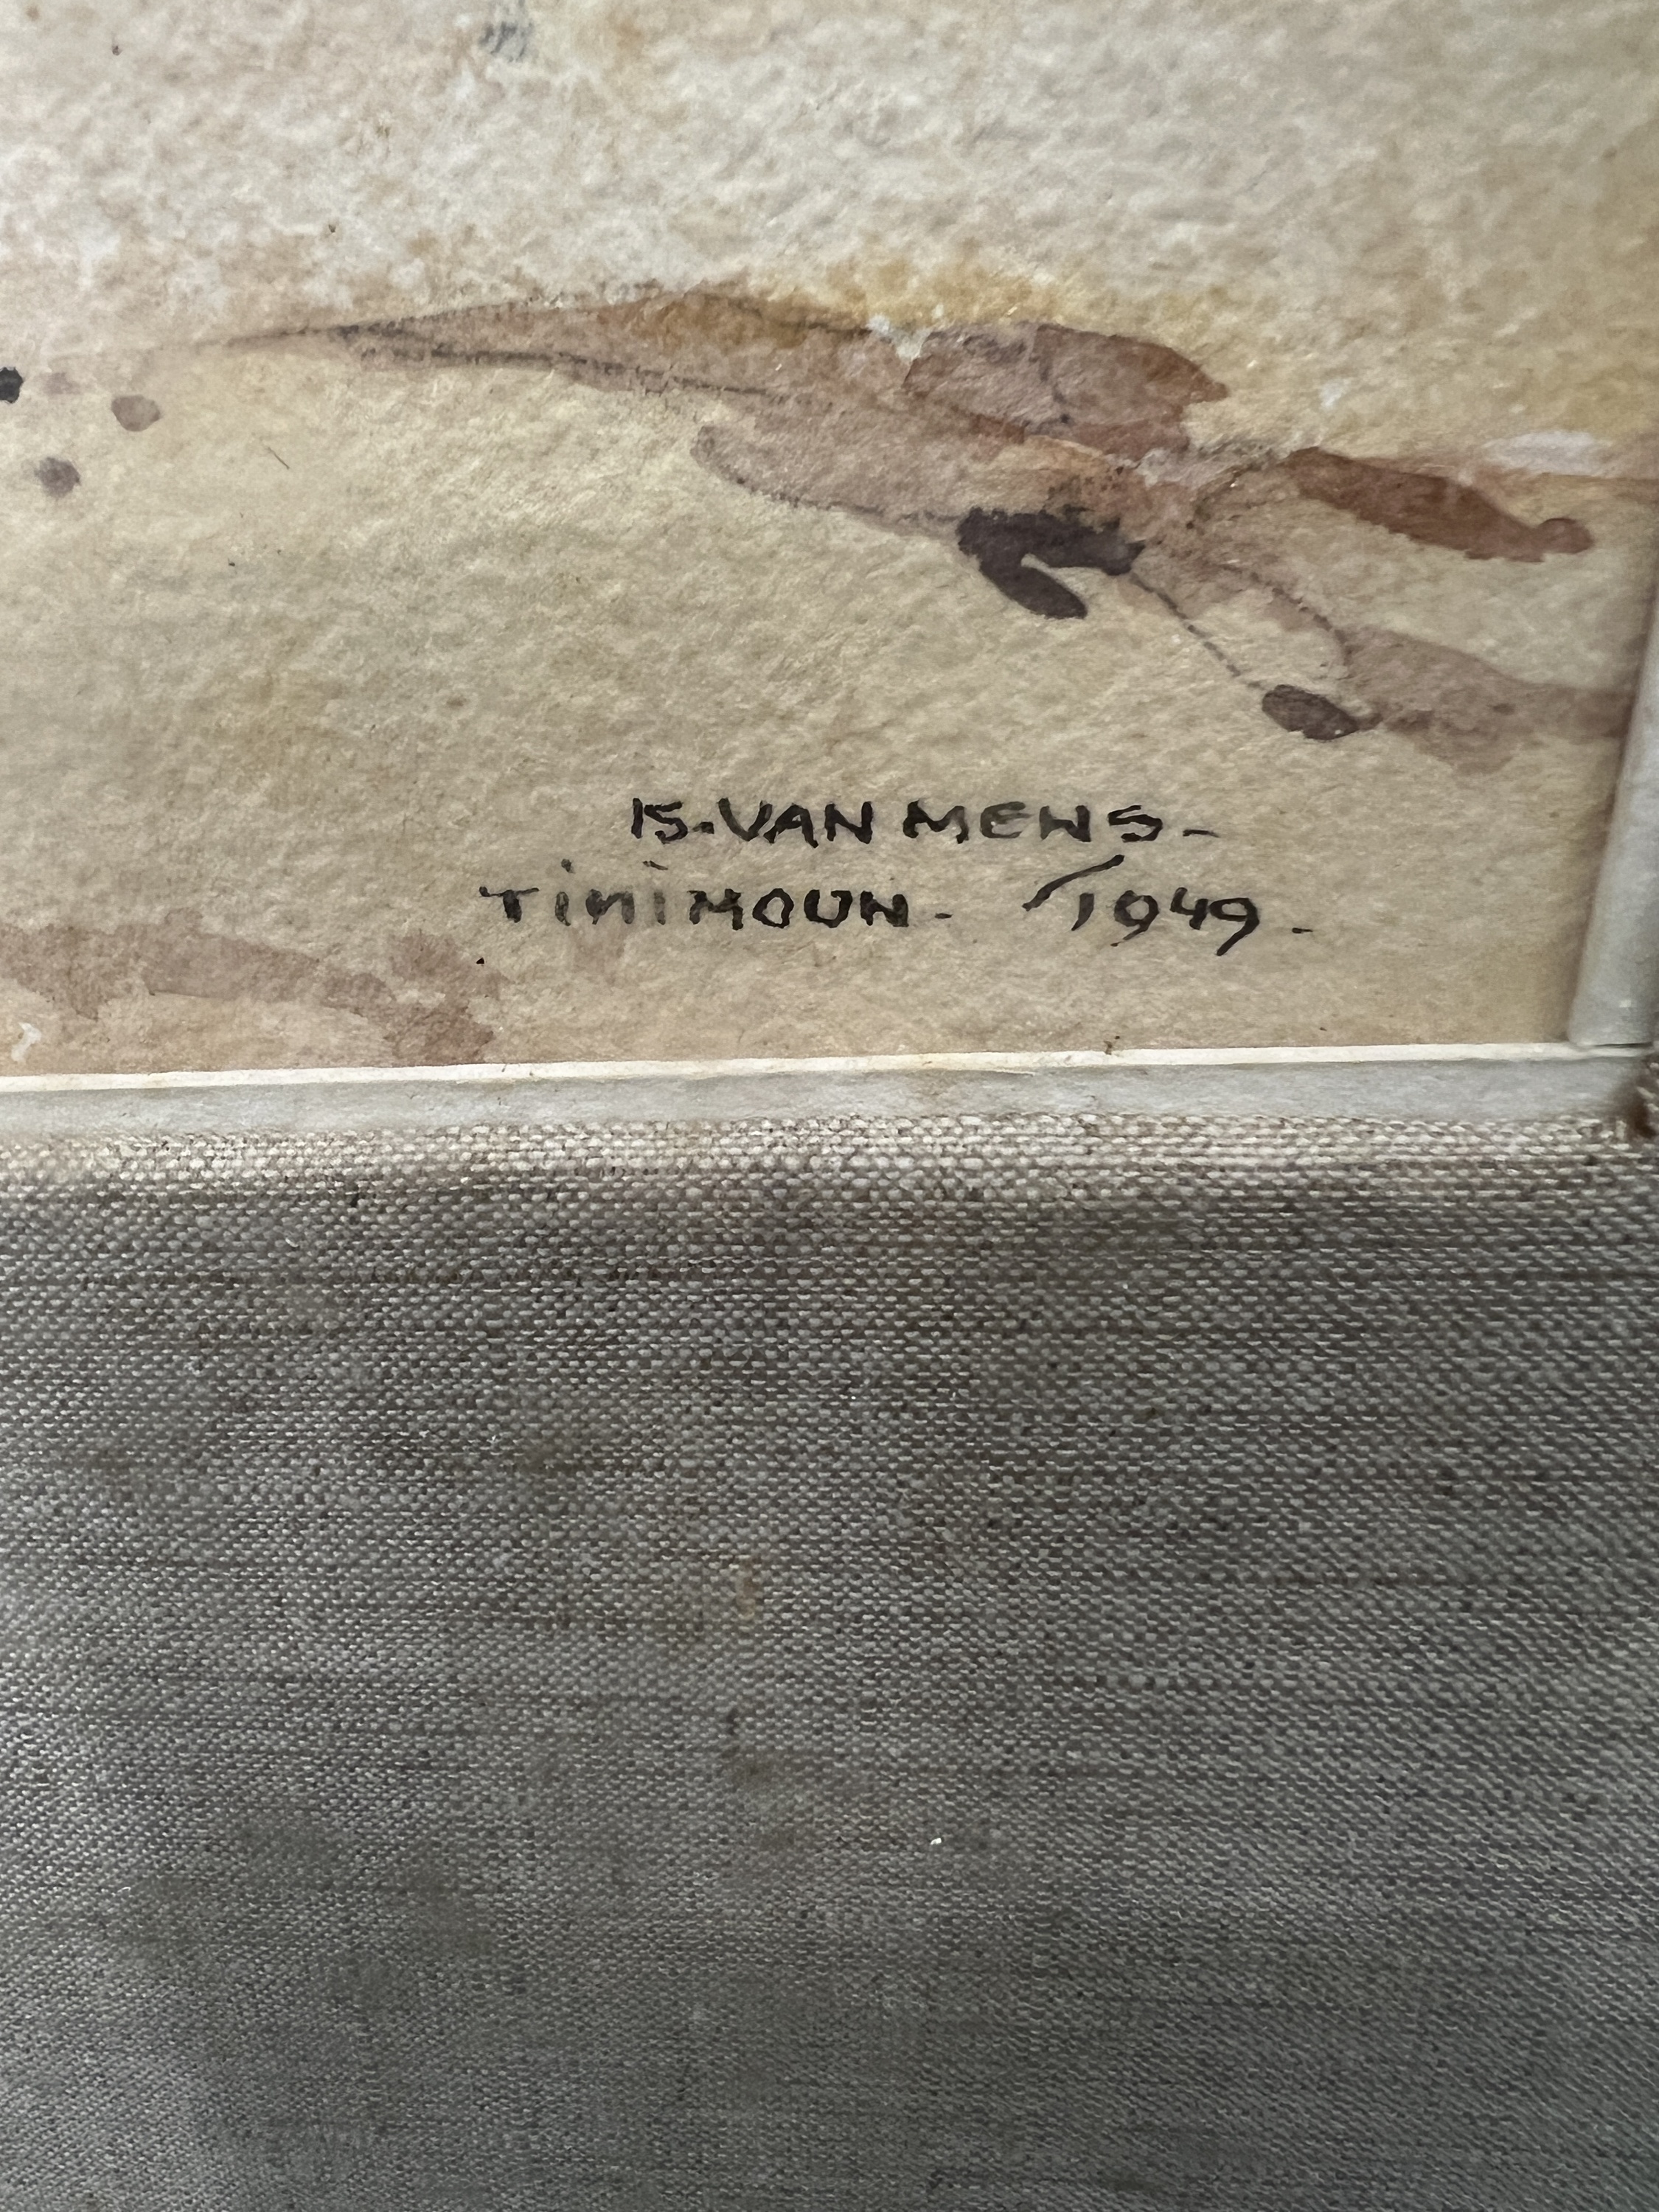 IS. VAN MENS -
TiMiMOUN - /1949.